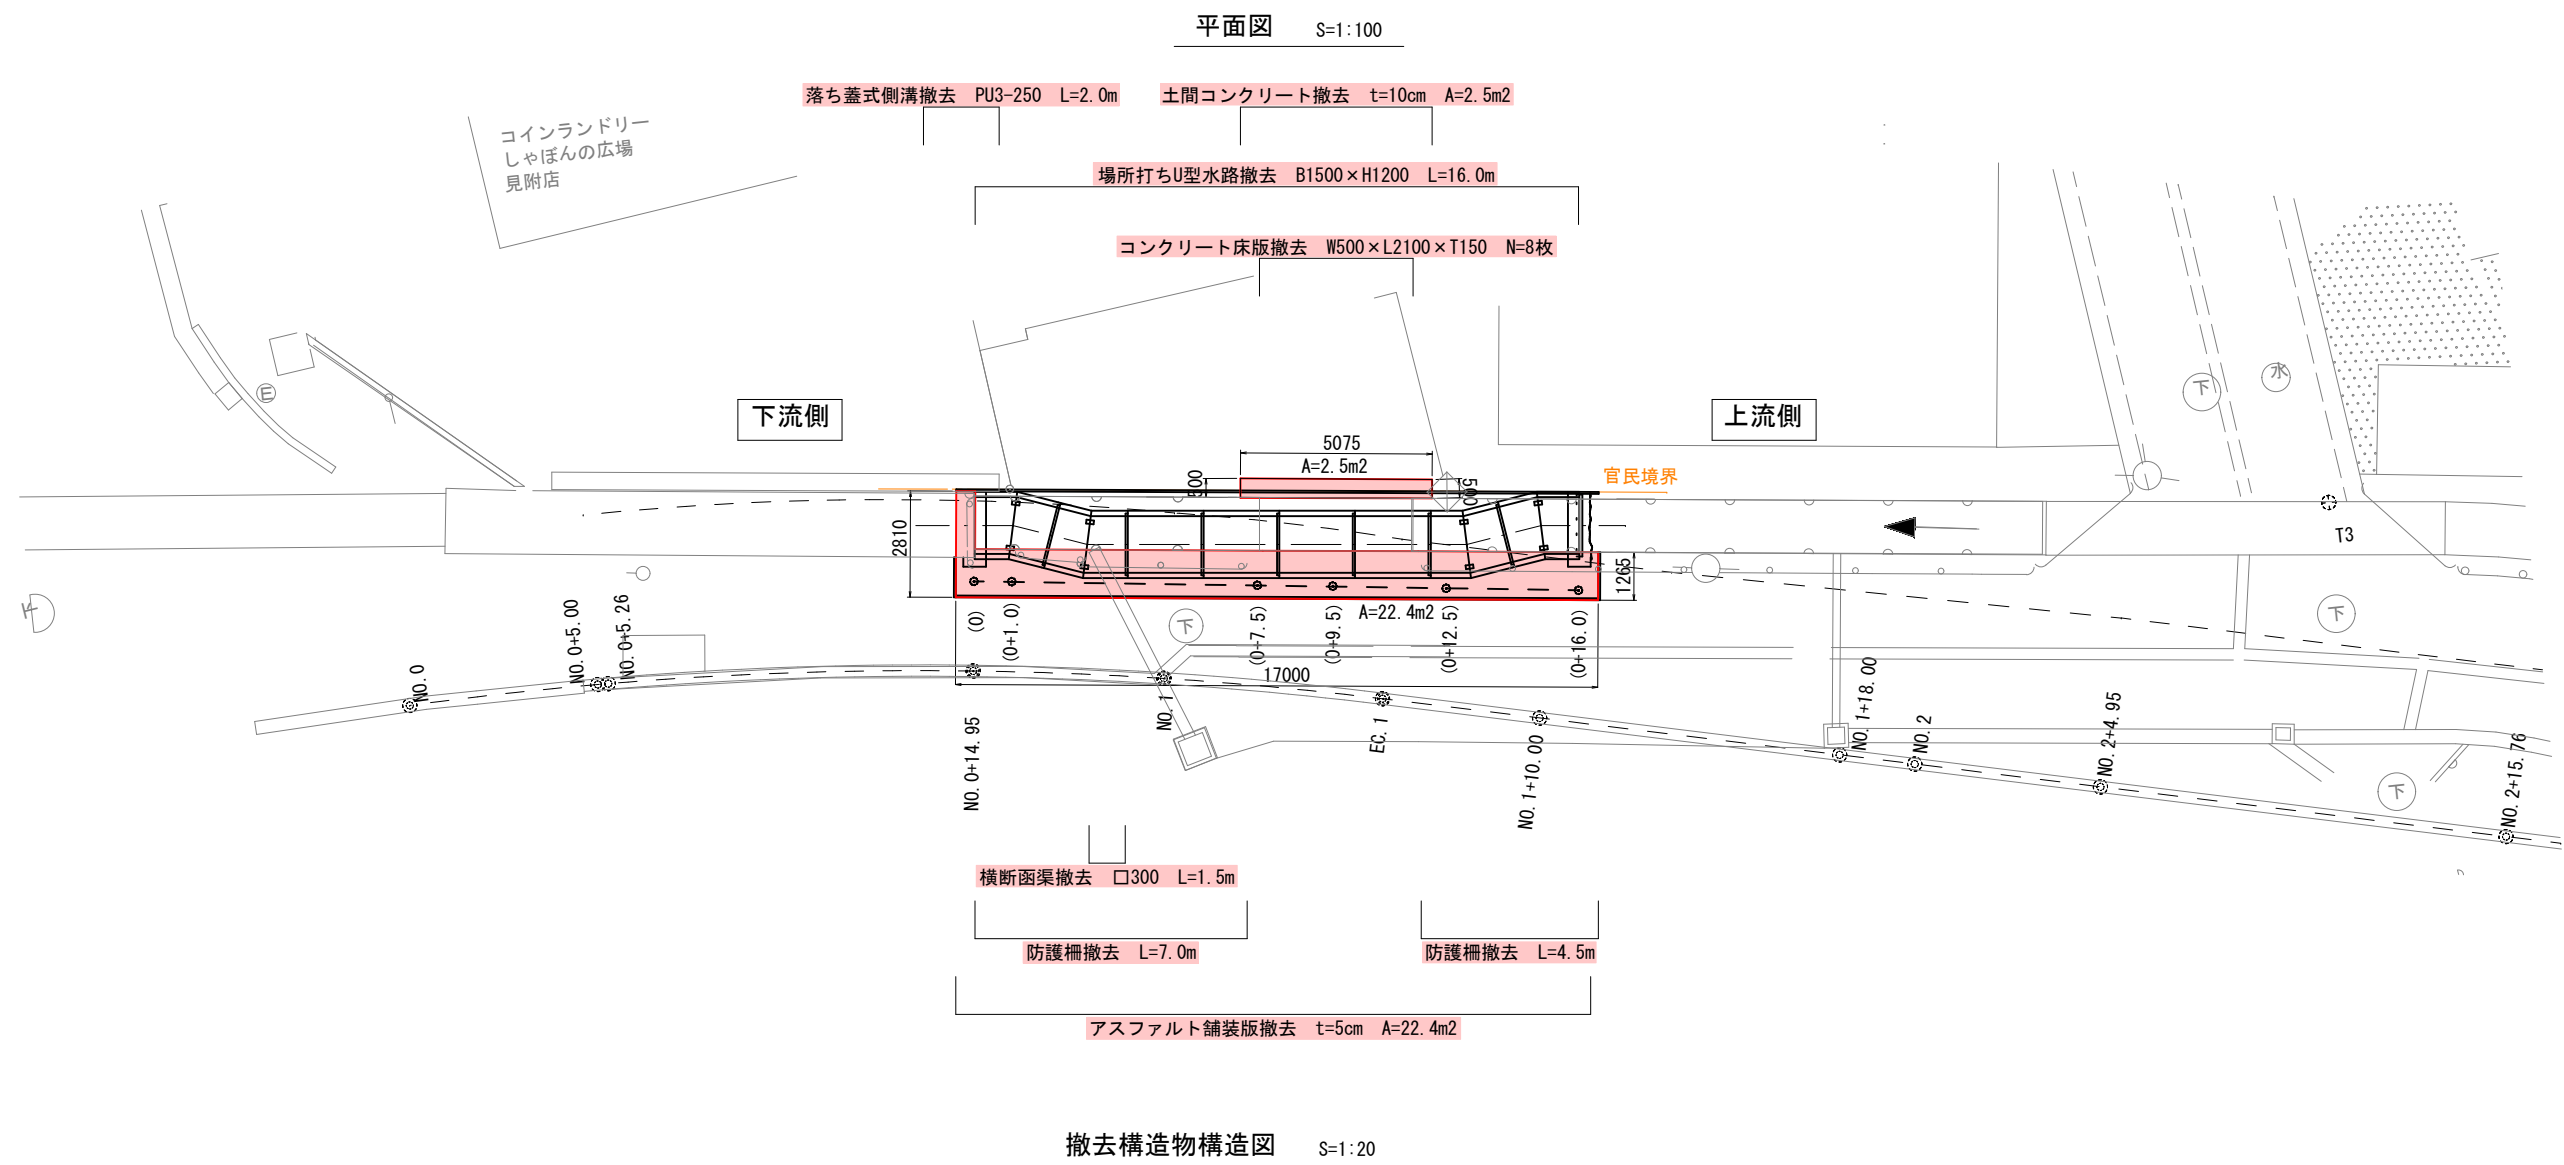 平面図 S=1:100
落ち蓋式側溝撤去 PU3-250 L=2.0m
土間コンクリート撤去 t=10cm A=2.5m2
コインランドリー
しゃぼんの広場
見附店
場所打ちU型水路撤去 B1500×H1200 L=16.0m
コンクリート床版撤去 W500×L2100×T150 N=8枚
E
下
水
下流側
上流側
5075
A=2.5m2
500
500
官民境界
2810
1265
T3
A=22.4m2
下
下
(0)
(0+1.0)
(0+7.5)
(0+9.5)
(0+12.5)
(0+16.0)
17000
NO.0
NO.0+5.00
NO.0+5.26
NO.0+14.95
NO.1
EC.1
NO.1+10.00
NO.1+18.00
NO.2
NO.2+4.95
NO.2+15.76
下
横断函渠撤去 □300 L=1.5m
防護柵撤去 L=7.0m
防護柵撤去 L=4.5m
アスファルト舗装版撤去 t=5cm A=22.4m2
撤去構造物構造図 S=1:20